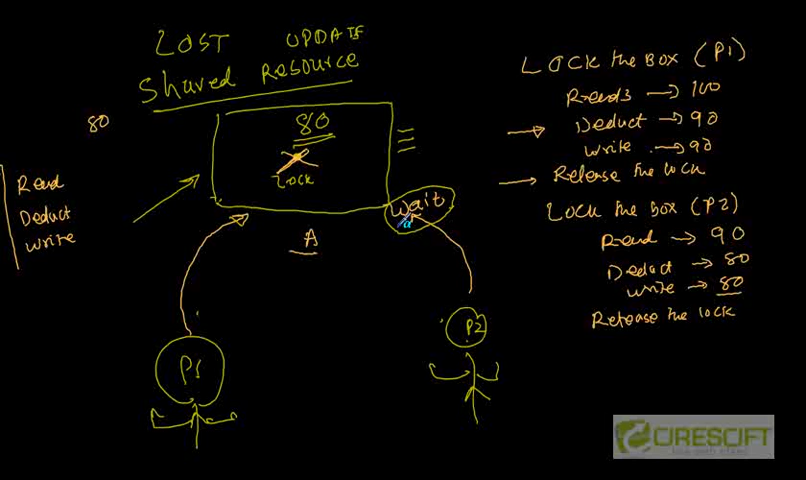 LOST UPDATE
Shared RESOURCE
80
80
Lock
Read
Deduct
Write
Wait
A
P1
P2
LOCK the BOX (P1)
Reads → 100
Deduct → 90
Write → 90
Release the lock
LOCK the box (P2)
Read → 90
Deduct → 80
Write → 80
Release the lock
CIRESCIFT